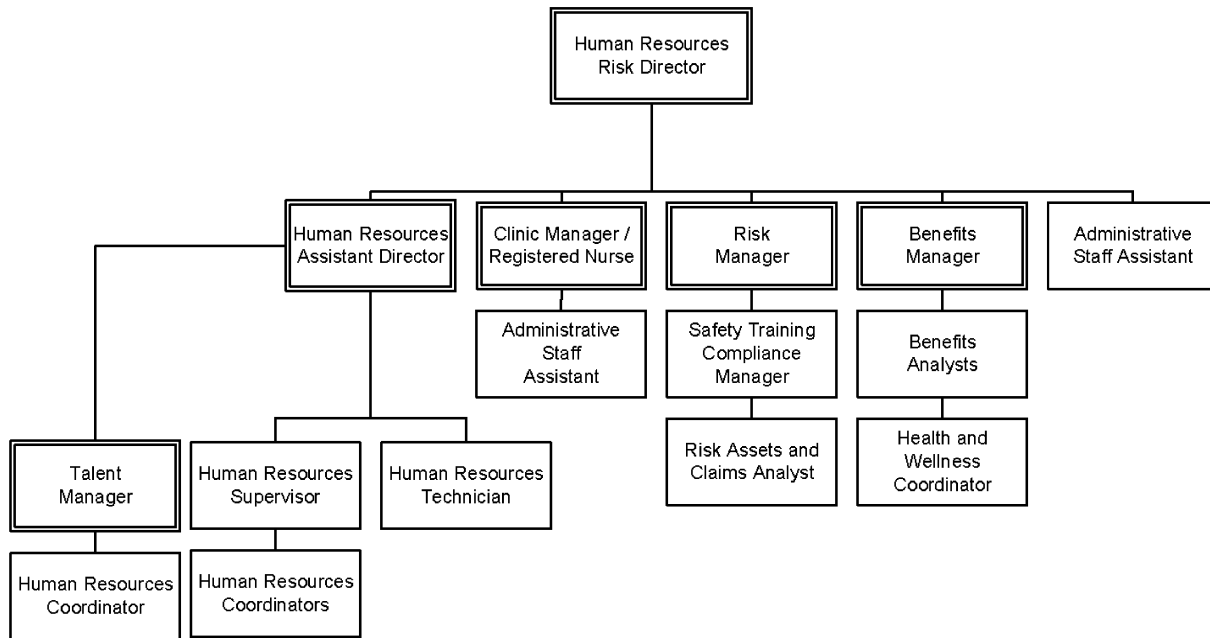 Human Resources
Risk Director
Human Resources
Assistant Director
Clinic Manager /
Registered Nurse
Risk
Manager
Benefits
Manager
Administrative
Staff Assistant
Administrative
Staff
Assistant
Safety Training
Compliance
Manager
Benefits
Analysts
Talent
Manager
Human Resources
Supervisor
Human Resources
Technician
Risk Assets and
Claims Analyst
Health and
Wellness
Coordinator
Human Resources
Coordinator
Human Resources
Coordinators